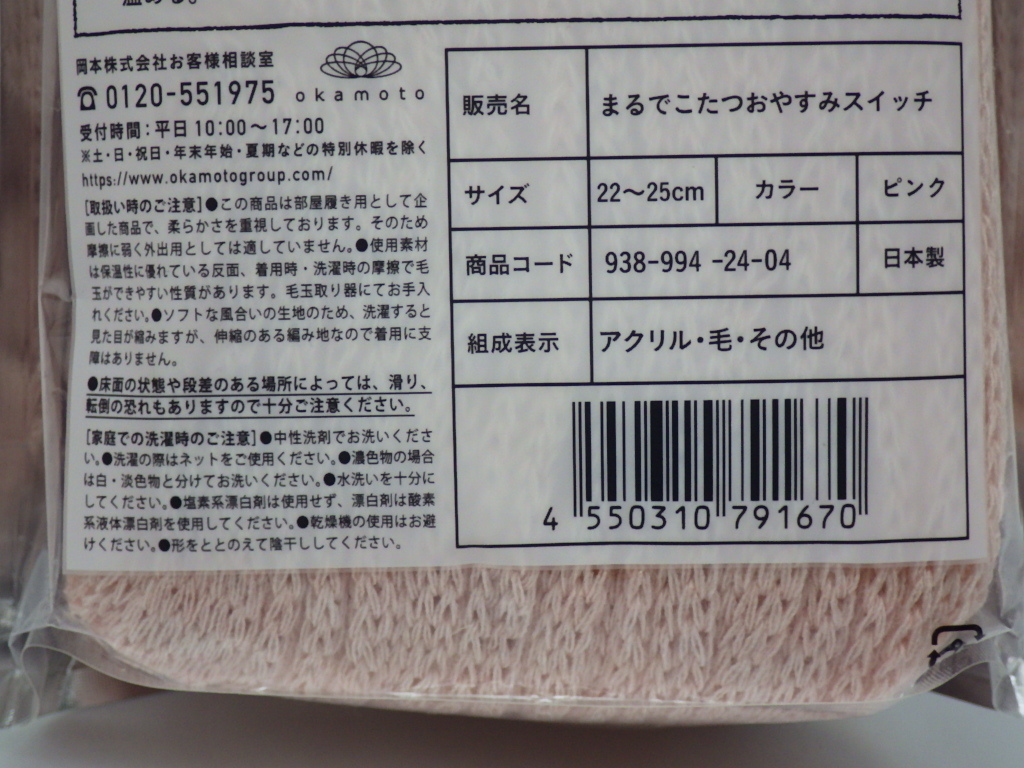 温める。
岡本株式会社お客様相談室
☎0120-551975
okamoto
受付時間：平日10:00〜17:00
※土・日・祝日・年末年始・夏期などの特別休暇を除く
https://www.okamotogroup.com/
[取扱い時のご注意]●この商品は部屋履き用として企
画した商品で、柔らかさを重視しております。そのため
摩擦に弱く外出用としては適していません。●使用素材
は保温性に優れている反面、着用時・洗濯時の摩擦で毛
玉ができやすい性質があります。毛玉取り器にてお手入
れください。●ソフトな風合いの生地のため、洗濯すると
見た目が縮みますが、伸縮のある編み地なので着用に支
障はありません。
●床面の状態や段差のある場所によっては、滑り、
転倒の恐れもありますので十分ご注意ください。
[家庭での洗濯時のご注意]●中性洗剤でお洗いくださ
い。●洗濯の際はネットをご使用ください。●濃色物の場合
は白・淡色物と分けてお洗いください。●水洗いを十分に
してください。●塩素系漂白剤は使用せず、漂白剤は酸素
系液体漂白剤を使用してください。●乾燥機の使用はお避
けください。●形をととのえて陰干ししてください。
販売名 まるでこたつおやすみスイッチ
サイズ 22〜25cm カラー ピンク
商品コード 938-994 -24-04 日本製
組成表示 アクリル・毛・その他
4 550310 791670